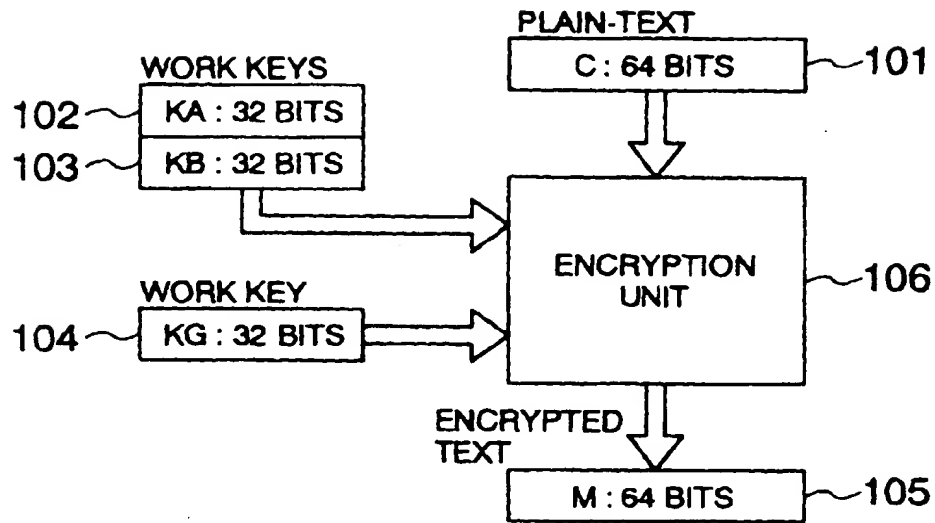 PLAIN-TEXT
C : 64 BITS
101
WORK KEYS
102
KA : 32 BITS
103
KB : 32 BITS
ENCRYPTION
UNIT
106
WORK KEY
104
KG : 32 BITS
ENCRYPTED
TEXT
M : 64 BITS
105